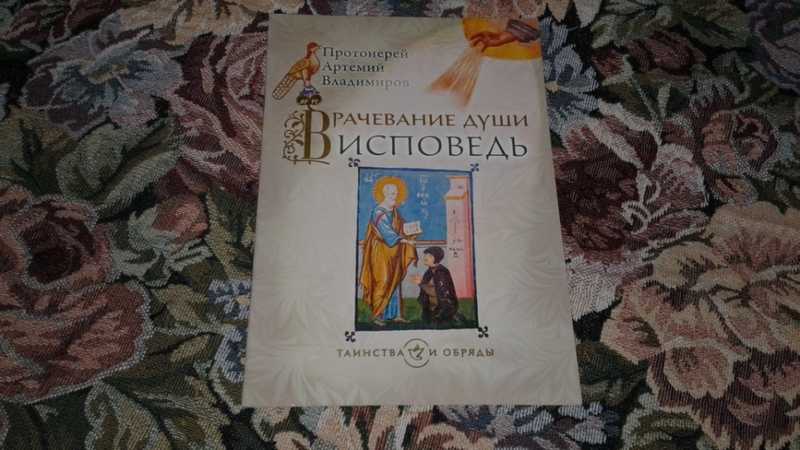 Протоиерей
Артемий
Владимиров
Врачевание души
исповедь
Таинства и обряды